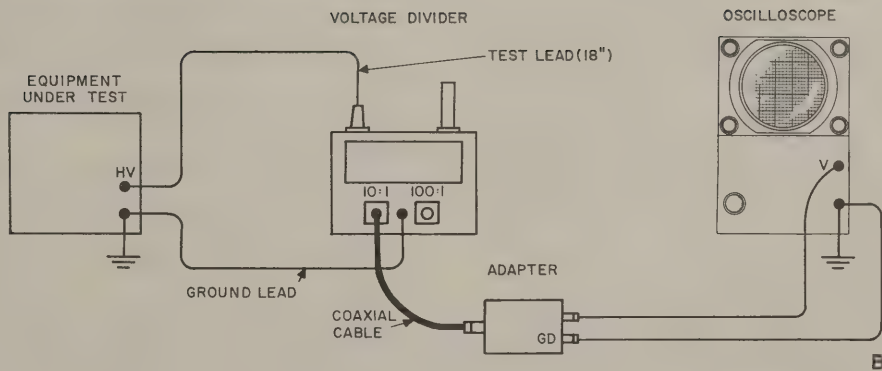 VOLTAGE DIVIDER
OSCILLOSCOPE
TEST LEAD(18")
EQUIPMENT
UNDER TEST
HV
V
10:1
100:1
ADAPTER
GROUND LEAD
COAXIAL
CABLE
GD
B